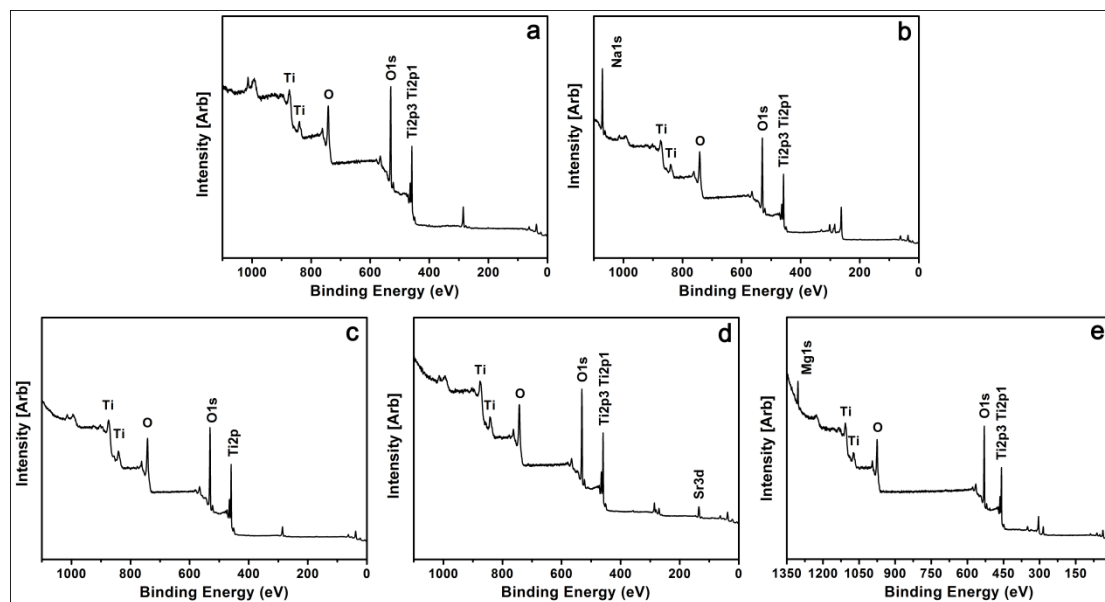 a
Intensity [Arb]
Ti
Ti
O
O1s
Ti2p3 Ti2p1
1000 800 600 400 200 0
Binding Energy (eV)
b
Intensity [Arb]
Na1s
Ti
Ti
O
O1s
Ti2p3 Ti2p1
1000 800 600 400 200 0
Binding Energy (eV)
c
Intensity [Arb]
Ti
Ti
O
O1s
Ti2p
1000 800 600 400 200 0
Binding Energy (eV)
d
Intensity [Arb]
Ti
Ti
O
O1s
Ti2p3 Ti2p1
Sr3d
1000 800 600 400 200 0
Binding Energy (eV)
e
Intensity [Arb]
Mg1s
Ti
Ti
O
O1s
Ti2p3 Ti2p1
1350 1200 1050 900 750 600 450 300 150 0
Binding Energy (eV)